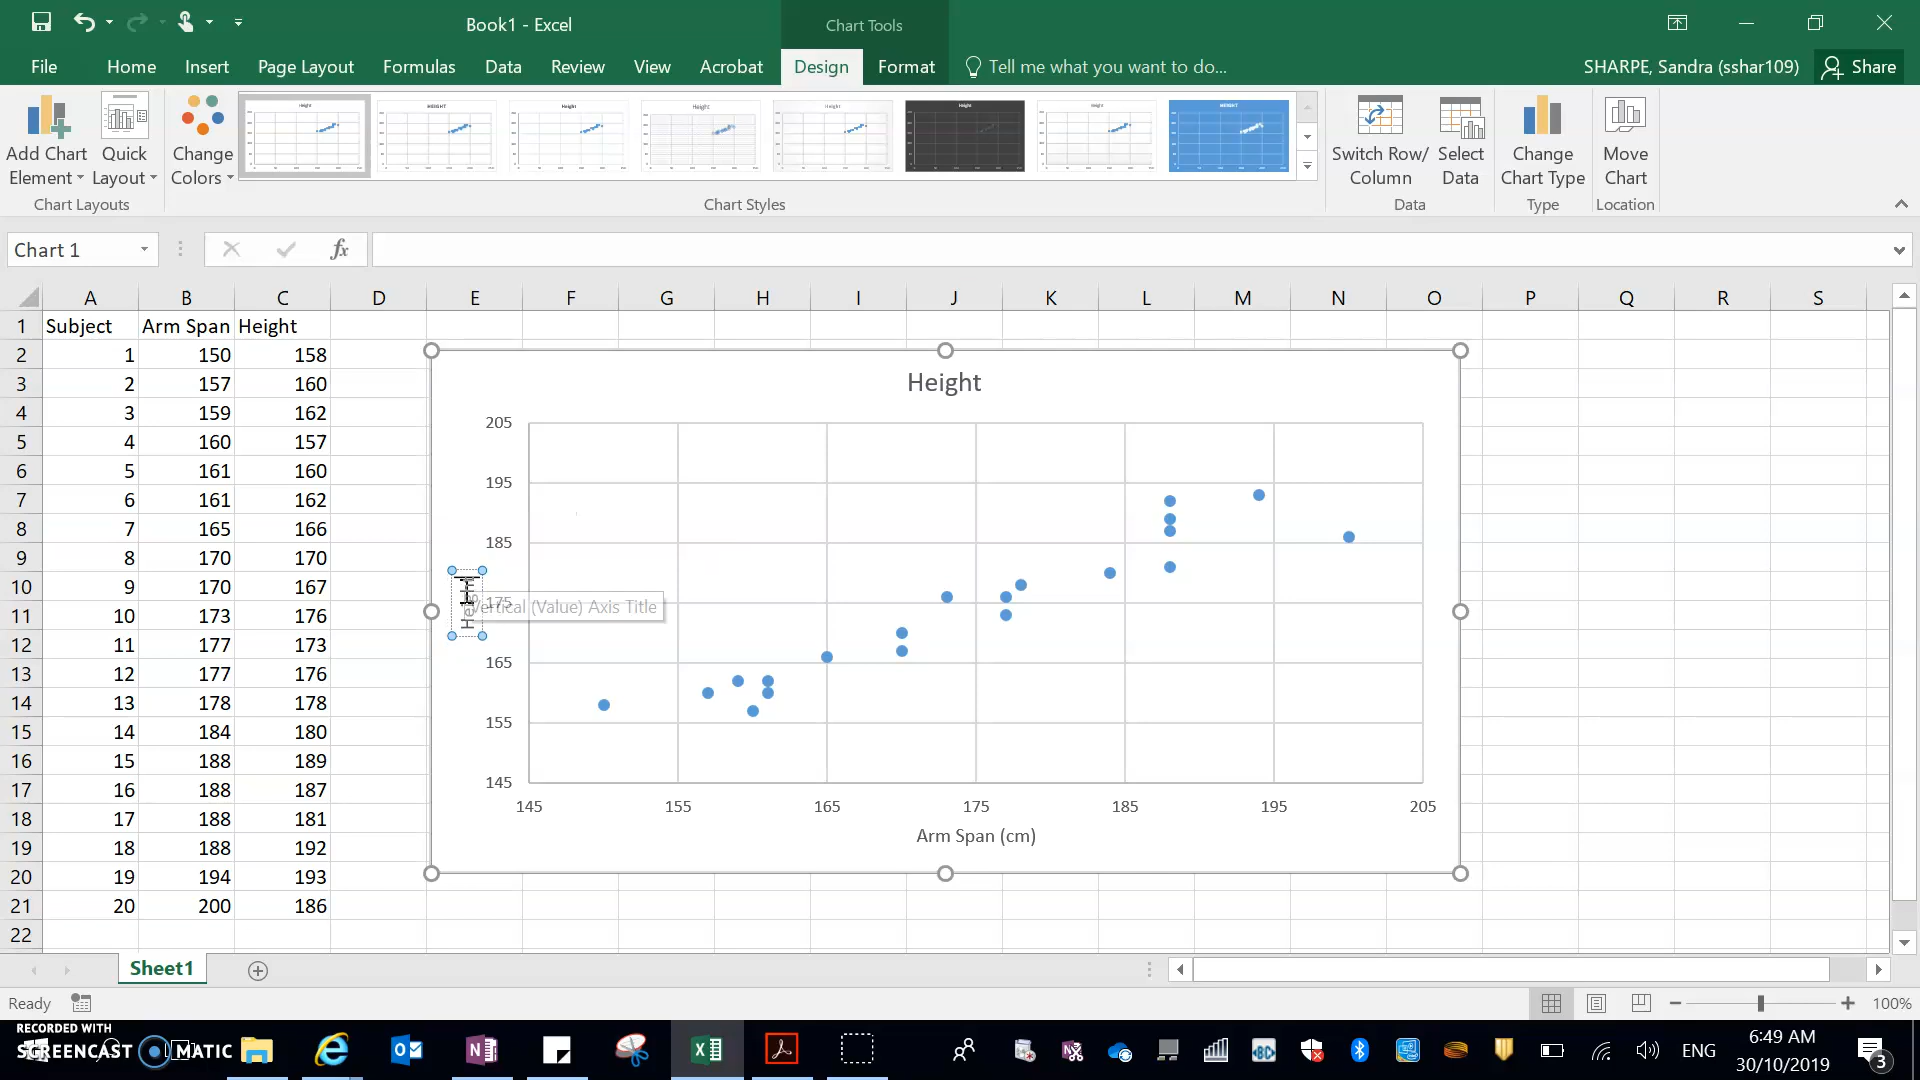 Book1 - Excel
Chart Tools
File Home Insert Page Layout Formulas Data Review View Acrobat Design Format Tell me what you want to do... SHARPE, Sandra (sshar109) Share
Add Chart Element
Quick Layout
Change Colors
Switch Row/ Column
Select Data
Change Chart Type
Move Chart
Chart Layouts Chart Styles Data Type Location
Chart 1 fx
A B C D E F G H I J K L M N O P Q R S
1 Subject Arm Span Height
2 1 150 158
3 2 157 160
4 3 159 162
5 4 160 157
6 5 161 160
7 6 161 162
8 7 165 166
9 8 170 170
10 9 170 167
11 10 173 176
12 11 177 173
13 12 177 176
14 13 178 178
15 14 184 180
16 15 188 189
17 16 188 187
18 17 188 181
19 18 188 192
20 19 194 193
21 20 200 186
22
Height
205
195
185
175
165
155
145
145 155 165 175 185 195 205
Arm Span (cm)
Height
Vertical (Value) Axis Title
Sheet1
Ready 100%
RECORDED WITH
SCREENCAST MATIC
ENG
6:49 AM
30/10/2019
3